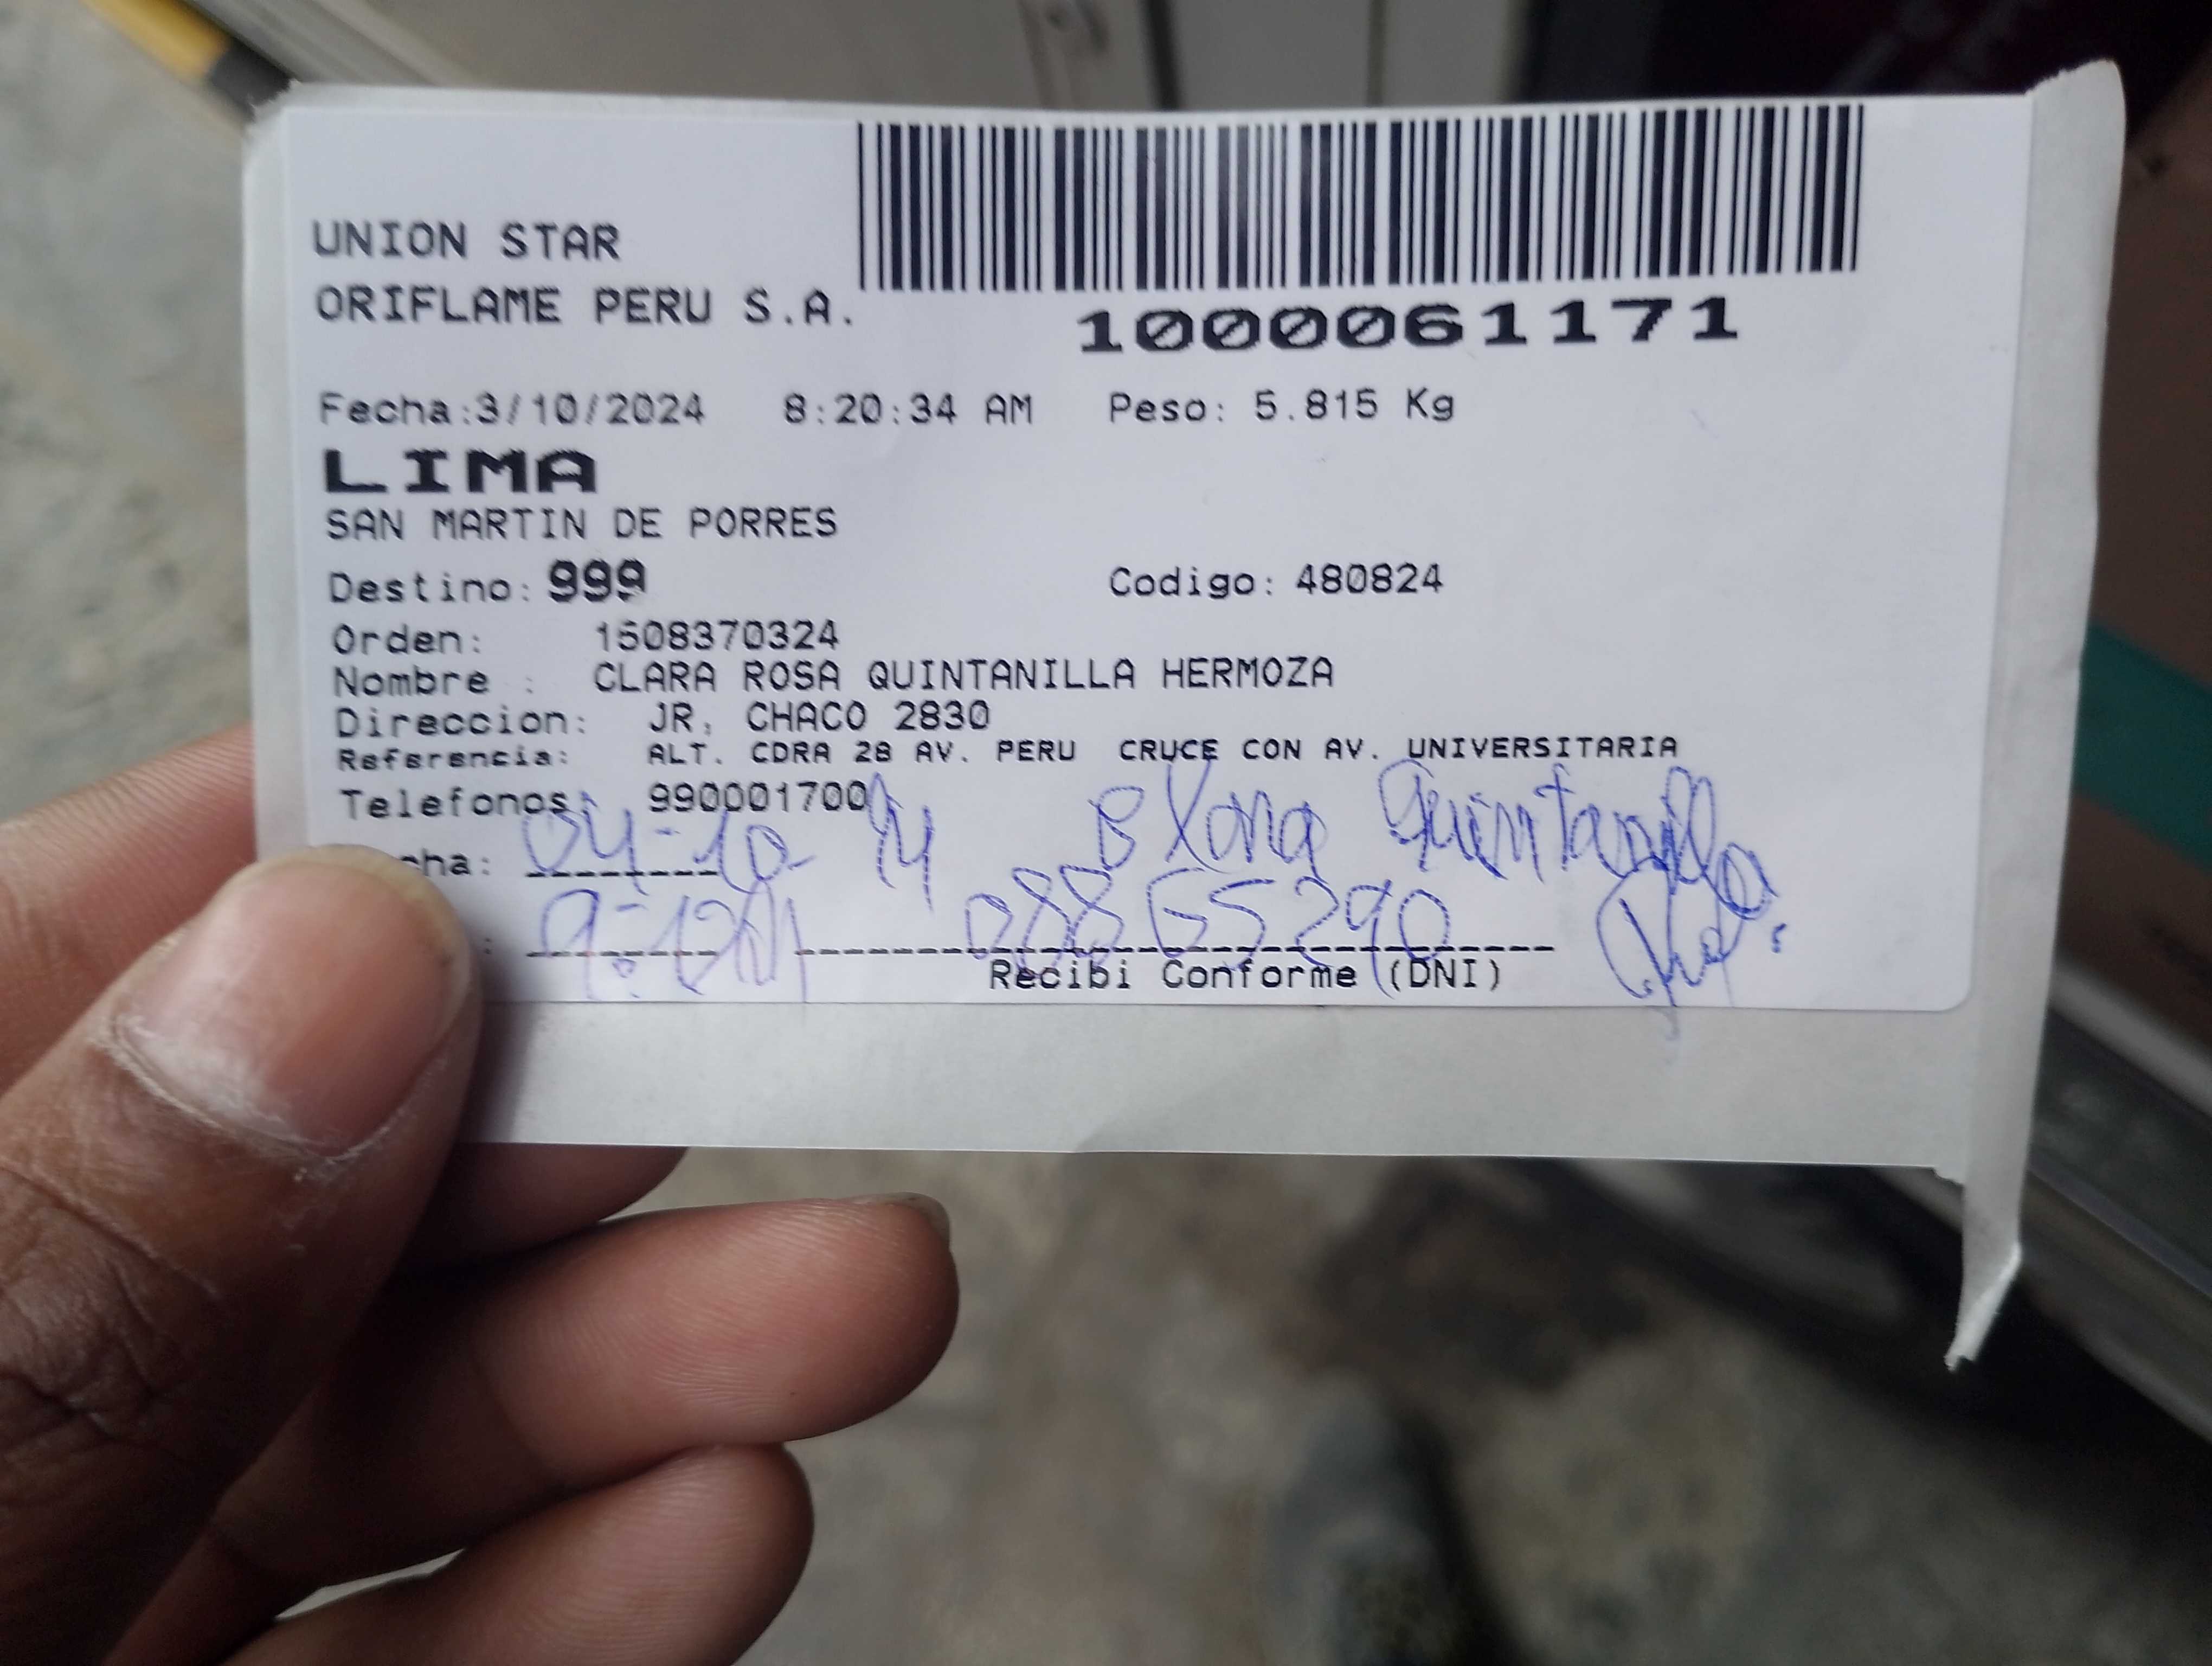 UNION STAR
ORIFLAME PERU S.A.
1000061171
Fecha:3/10/2024 8:20:34 AM Peso: 5.815 Kg
LIMA
SAN MARTIN DE PORRES
Destino: 999 Codigo: 480824
Orden: 1508370324
Nombre : CLARA ROSA QUINTANILLA HERMOZA
Direccion: JR. CHACO 2830
Referencia: ALT. CDRA 28 AV. PERU CRUCE CON AV. UNIVERSITARIA
Telefonos: 990001700
cha: 04-10- Quintanilla
:
Recibi Conforme (DNI)